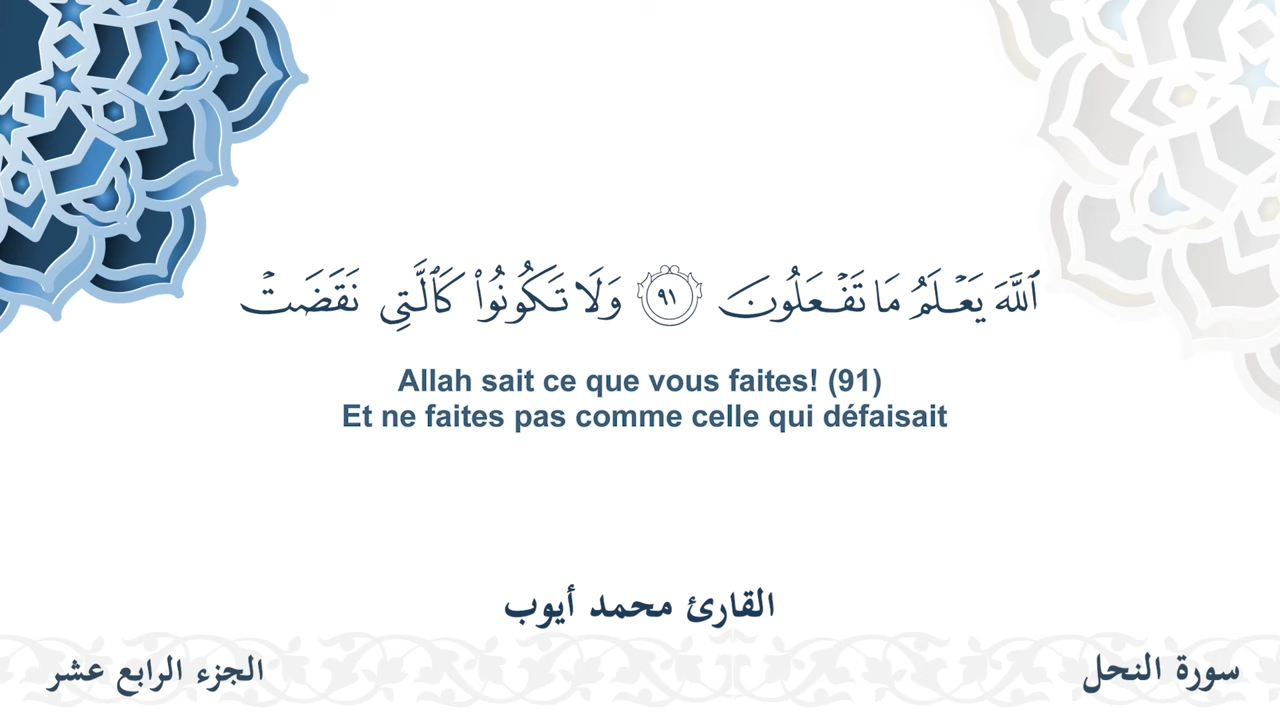 ٱللَّهَ يَعۡلَمُ مَا تَفۡعَلُونَ ٩١ وَلَا تَكُونُواْ كَٱلَّتِي نَقَضَتۡ
Allah sait ce que vous faites! (91)
Et ne faites pas comme celle qui défaisait
القارئ محمد أيوب
سورة النحل
الجزء الرابع عشر